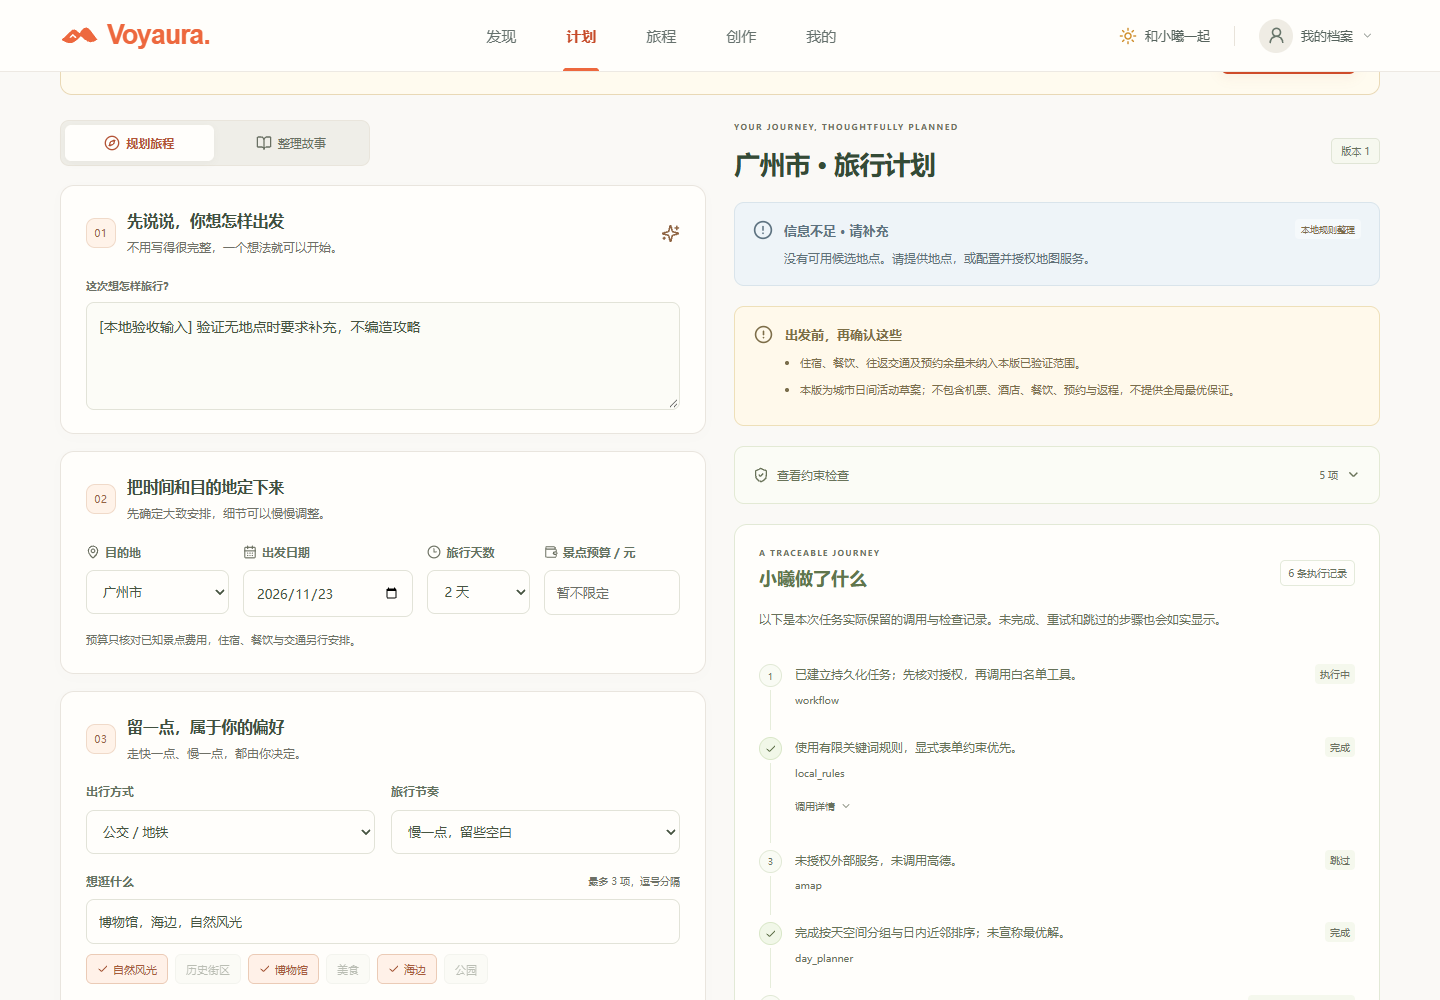 Voyaura.
发现
计划
旅程
创作
我的
和小曦一起
我的档案
规划旅程
整理故事
01
先说说，你想怎样出发
不用写得很完整，一个想法就可以开始。
这次想怎样旅行?
[本地验收输入] 验证无地点时要求补充，不编造攻略
02
把时间和目的地定下来
先确定大致安排，细节可以慢慢调整。
目的地
出发日期
旅行天数
景点预算 / 元
广州市
2026/11/23
2 天
暂不限定
预算只核对已知景点费用，住宿、餐饮与交通另行安排。
03
留一点，属于你的偏好
走快一点、慢一点，都由你决定。
出行方式
旅行节奏
公交 / 地铁
慢一点，留些空白
想逛什么
最多 3 项，逗号分隔
博物馆，海边，自然风光
自然风光
历史街区
博物馆
美食
海边
公园
YOUR JOURNEY, THOUGHTFULLY PLANNED
广州市 • 旅行计划
版本 1
信息不足 • 请补充
本地规则整理
没有可用候选地点。请提供地点，或配置并授权地图服务。
出发前，再确认这些
• 住宿、餐饮、往返交通及预约余量未纳入本版已验证范围。
• 本版为城市日间活动草案；不包含机票、酒店、餐饮、预约与返程，不提供全局最优保证。
查看约束检查
5 项
A TRACEABLE JOURNEY
小曦做了什么
6 条执行记录
以下是本次任务实际保留的调用与检查记录。未完成、重试和跳过的步骤也会如实显示。
1
已建立持久化任务；先核对授权，再调用白名单工具。
执行中
workflow
使用有限关键词规则，显式表单约束优先。
完成
local_rules
调用详情
3
未授权外部服务，未调用高德。
跳过
amap
完成按天空间分组与日内近邻排序；未宣称最优解。
完成
day_planner